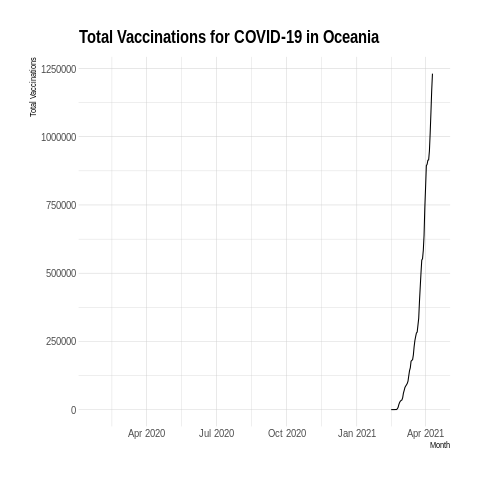 Total Vaccinations for COVID-19 in Oceania
Total Vaccinations
1250000
1000000
750000
500000
250000
0
Apr 2020 Jul 2020 Oct 2020 Jan 2021 Apr 2021
Month